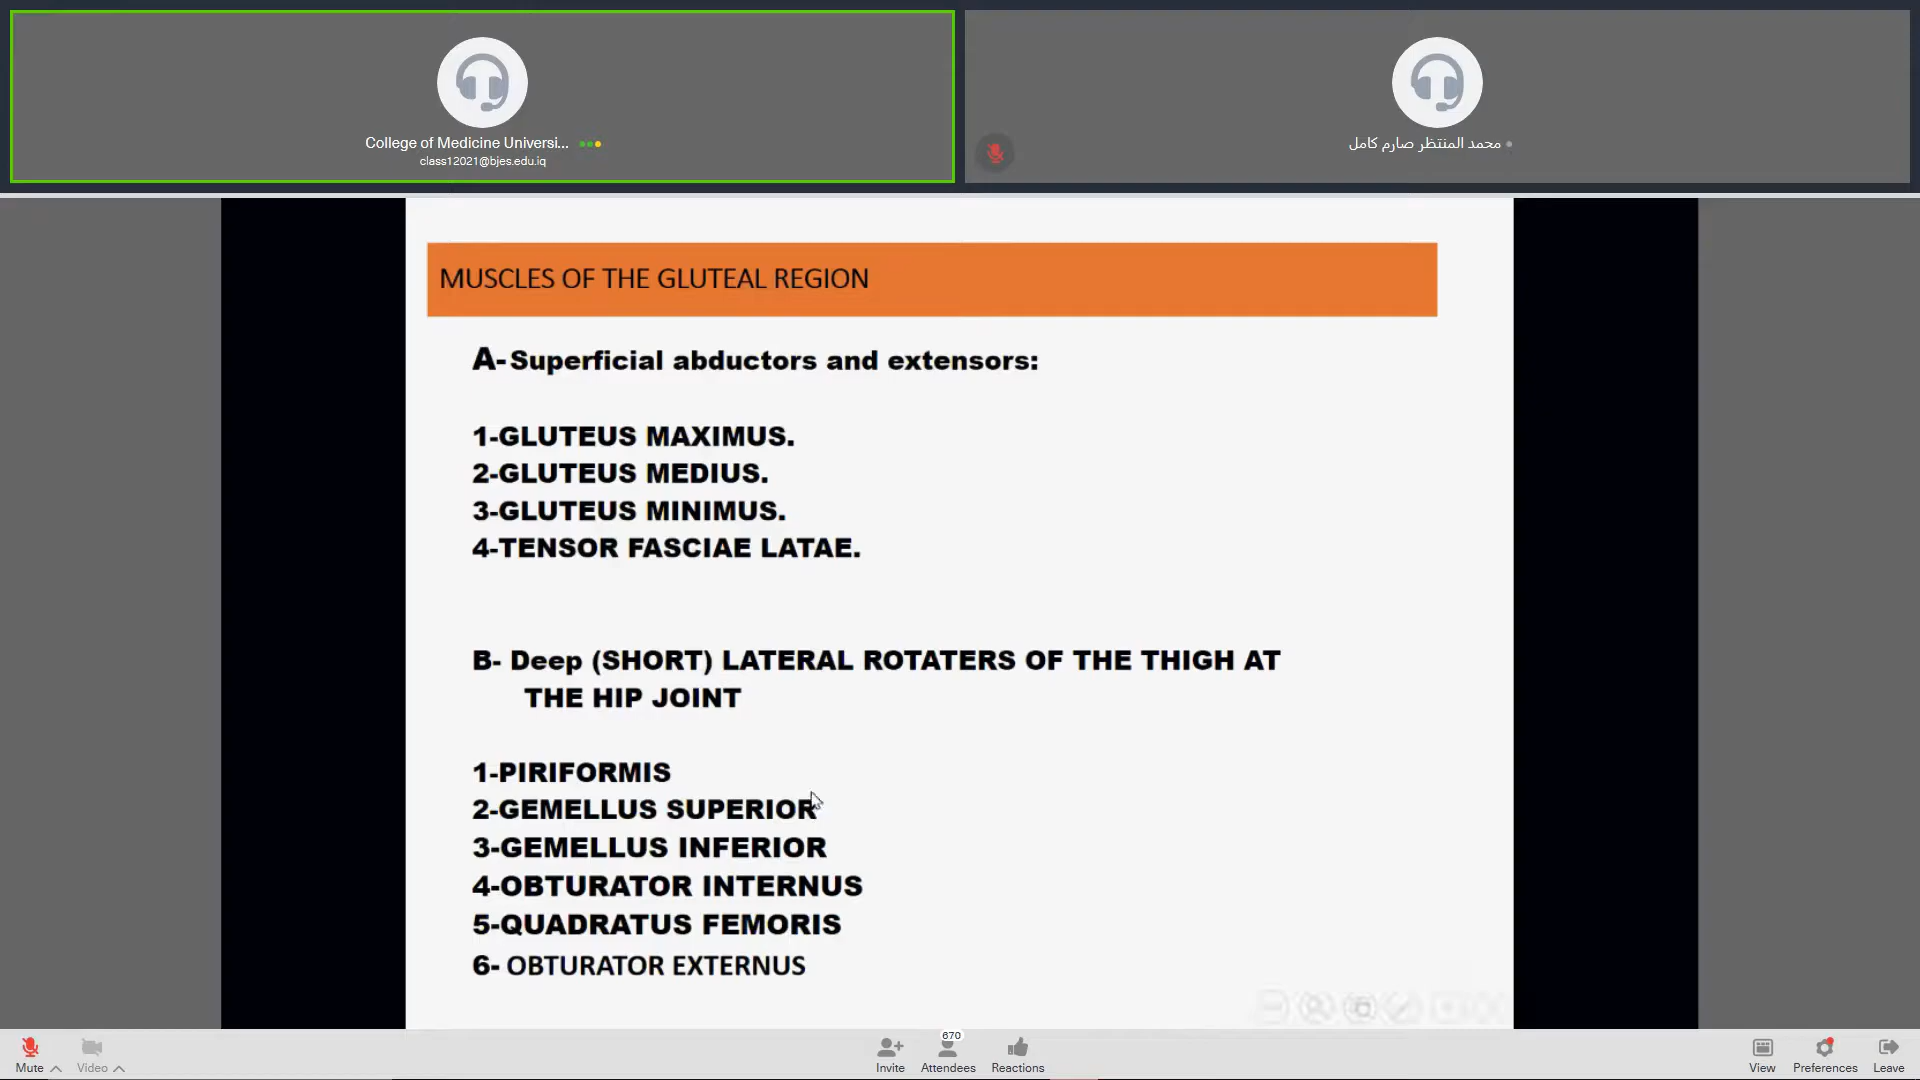 College of Medicine Universi...
class12021@bjes.edu.iq
محمد المنتظر صارم كامل
MUSCLES OF THE GLUTEAL REGION
A-Superficial abductors and extensors:
1-GLUTEUS MAXIMUS.
2-GLUTEUS MEDIUS.
3-GLUTEUS MINIMUS.
4-TENSOR FASCIAE LATAE.
B- Deep (SHORT) LATERAL ROTATERS OF THE THIGH AT
THE HIP JOINT
1-PIRIFORMIS
2-GEMELLUS SUPERIOR
3-GEMELLUS INFERIOR
4-OBTURATOR INTERNUS
5-QUADRATUS FEMORIS
6- OBTURATOR EXTERNUS
670
Mute Video Invite Attendees Reactions View Preferences Leave